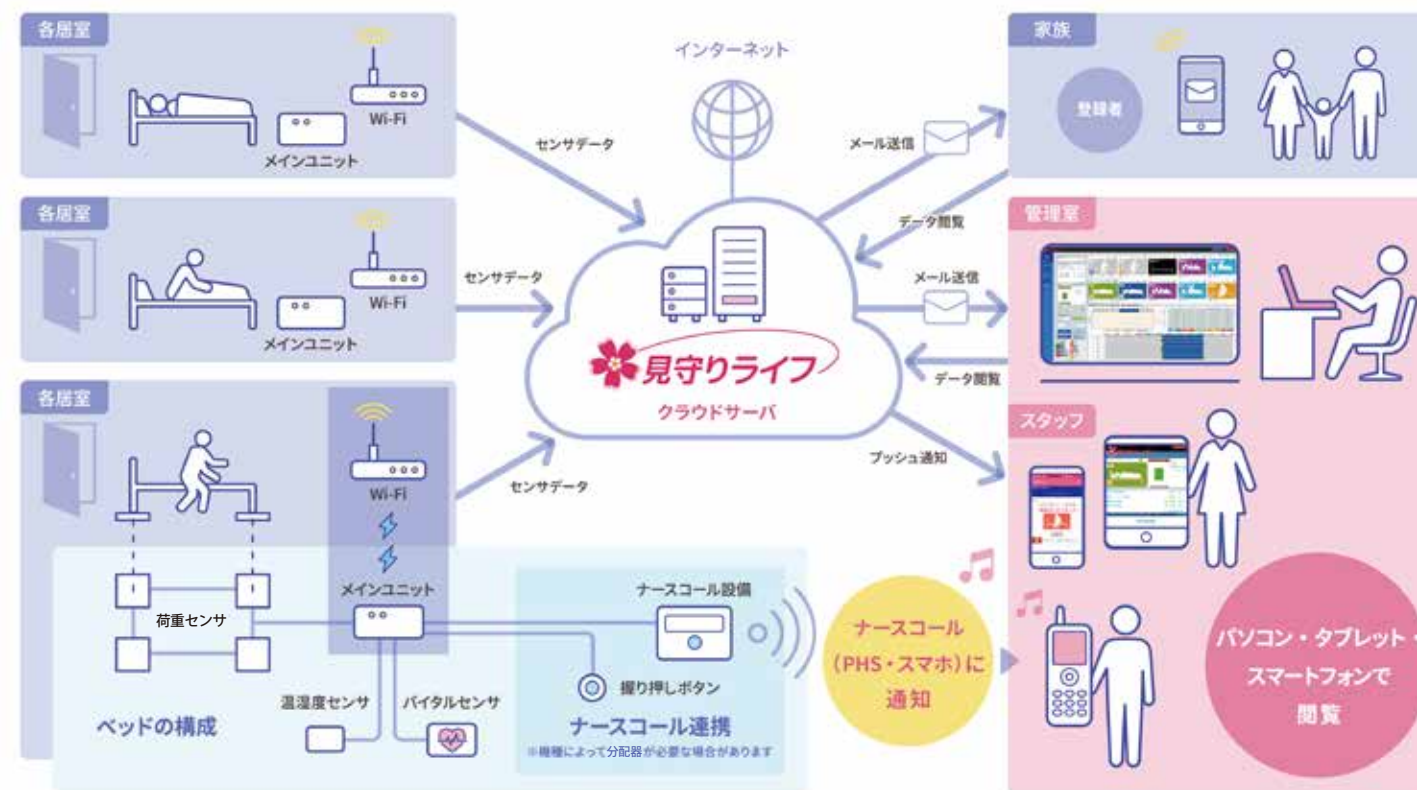 各居室
Wi-Fi
メインユニット
各居室
Wi-Fi
メインユニット
各居室
Wi-Fi
メインユニット
荷重センサ
温湿度センサ
バイタルセンサ
ベッドの構成
ナースコール設備
握り押しボタン
ナースコール連携
※機種によって分配器が必要な場合があります
センサデータ
センサデータ
センサデータ
インターネット
見守りライフ
クラウドサーバ
メール送信
データ閲覧
メール送信
データ閲覧
プッシュ通知
ナースコール
(PHS・スマホ)に
通知
家族
登録者
管理室
スタッフ
パソコン・タブレット・
スマートフォンで
閲覧